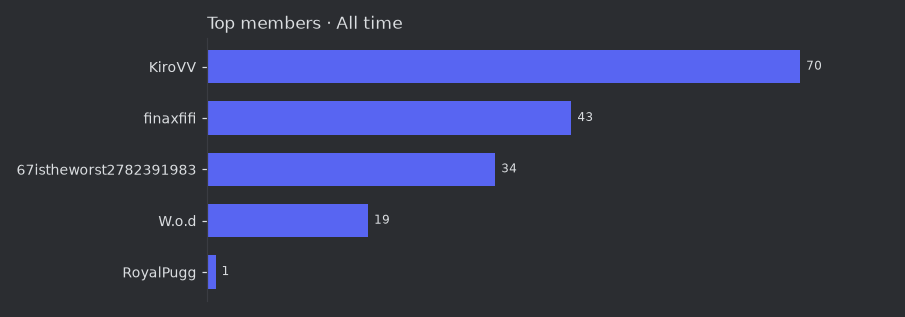 Top members · All time
KiroVV 70
finaxfifi 43
67istheworst2782391983 34
W.o.d 19
RoyalPugg 1